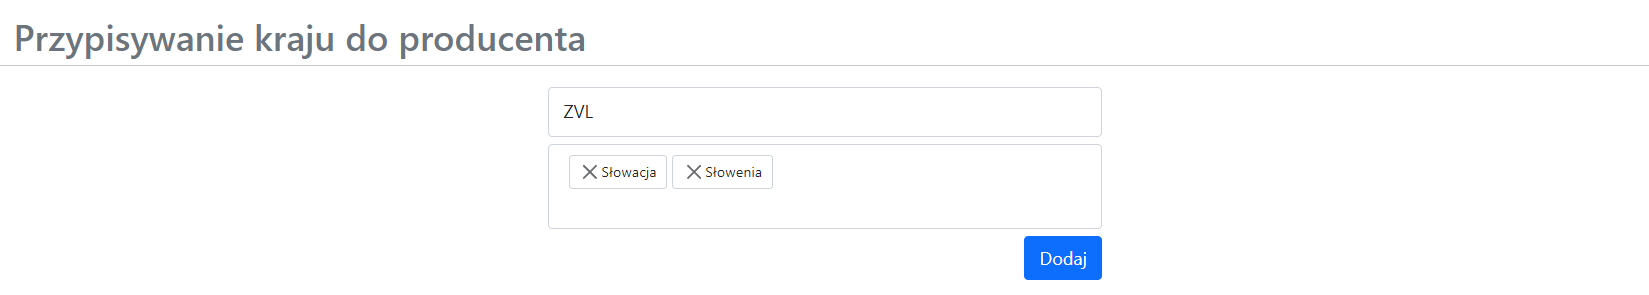 Przypisywanie kraju do producenta
ZVL
Słowacja Słowenia
Dodaj